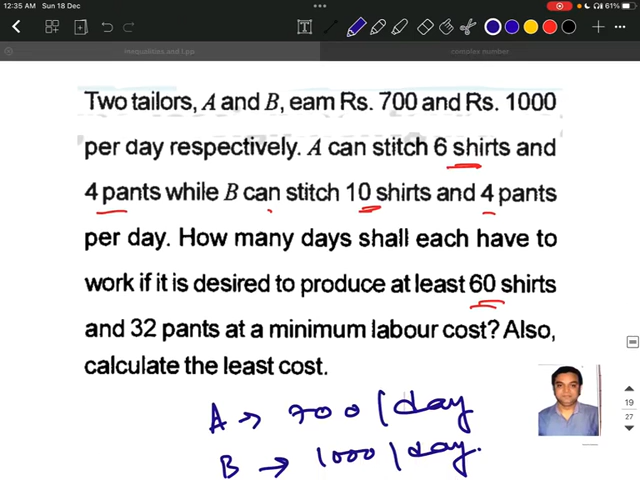 12:35 AM Sun 18 Dec
61%
Inequalities and l pp
complex number
Two tailors, A and B, earn Rs. 700 and Rs. 1000
per day respectively. A can stitch 6 shirts and
4 pants while B can stitch 10 shirts and 4 pants
per day. How many days shall each have to
work if it is desired to produce at least 60 shirts
and 32 pants at a minimum labour cost? Also,
calculate the least cost.
19
27
A → 700 / day
B → 1000 / day.